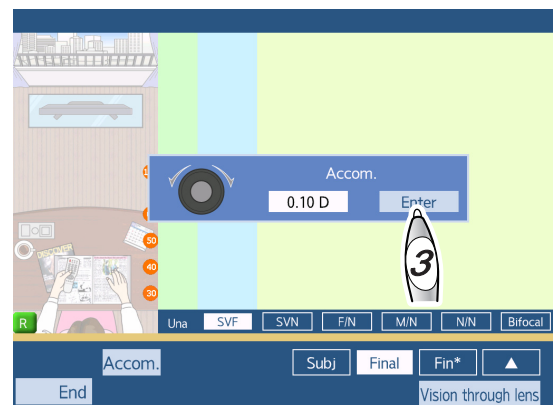 Accom.
0.10 D
Enter
3
50
40
30
R
Una
SVF
SVN
F/N
M/N
N/N
Bifocal
Accom.
Subj
Final
Fin*
▲
End
Vision through lens